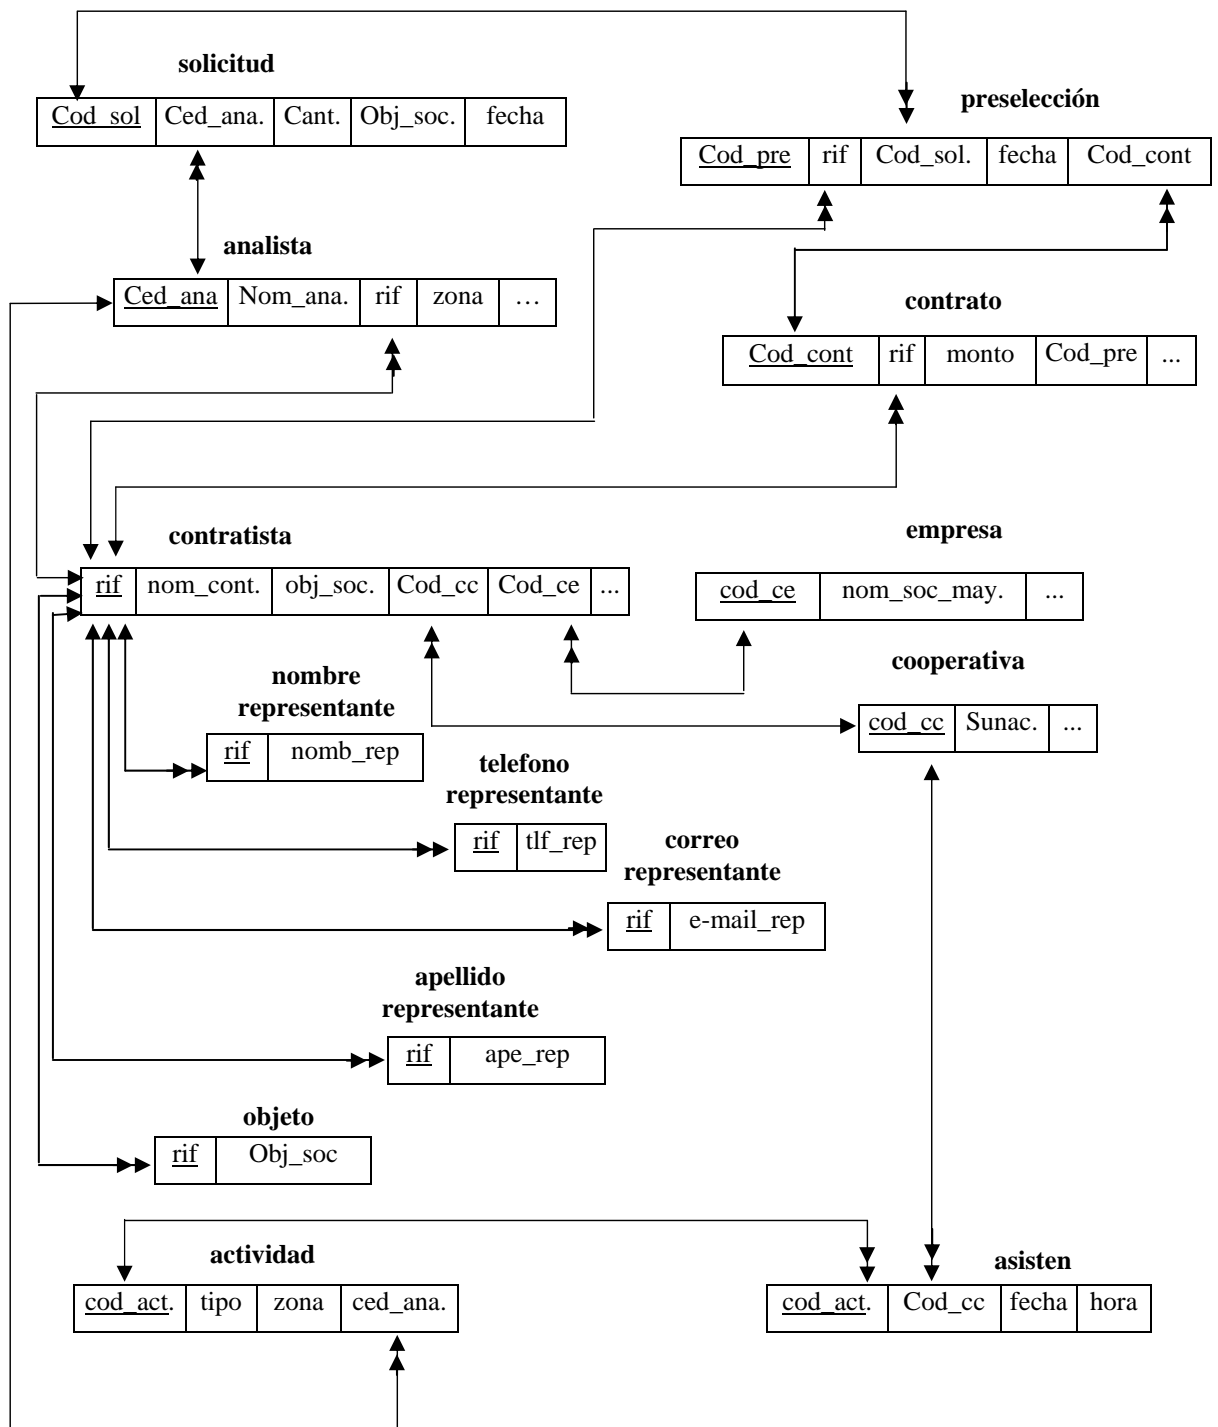 solicitud
Cod_sol Ced_ana. Cant. Obj_soc. fecha
preselección
Cod_pre rif Cod_sol. fecha Cod_cont
analista
Ced_ana Nom_ana. rif zona …
contrato
Cod_cont rif monto Cod_pre ...
contratista
rif nom_cont. obj_soc. Cod_cc Cod_ce ...
empresa
cod_ce nom_soc_may. ...
cooperativa
cod_cc Sunac. ...
nombre
representante
rif nomb_rep
telefono
representante
rif tlf_rep
correo
representante
rif e-mail_rep
apellido
representante
rif ape_rep
objeto
rif Obj_soc
actividad
cod_act. tipo zona ced_ana.
asisten
cod_act. Cod_cc fecha hora